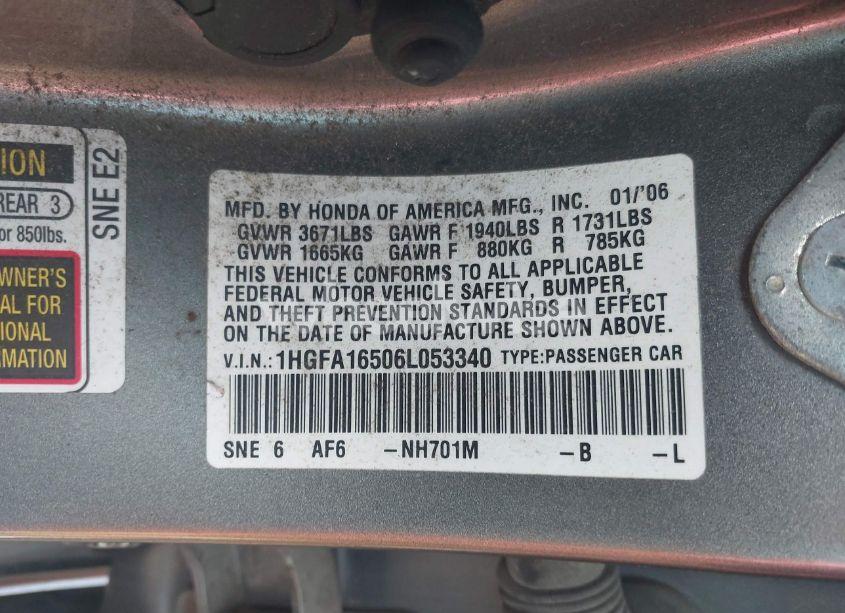 ION
REAR 3
or 850lbs.
SNE E2
OWNER'S
AL FOR
IONAL
RMATION
MFD. BY HONDA OF AMERICA MFG., INC. 01/'06
GVWR 3671LBS GAWR F 1940LBS R 1731LBS
GVWR 1665KG GAWR F 880KG R 785KG
THIS VEHICLE CONFORMS TO ALL APPLICABLE
FEDERAL MOTOR VEHICLE SAFETY, BUMPER,
AND THEFT PREVENTION STANDARDS IN EFFECT
ON THE DATE OF MANUFACTURE SHOWN ABOVE.
V.I.N.: 1HGFA16506L053340 TYPE:PASSENGER CAR
SNE 6 AF6 -NH701M -B -L